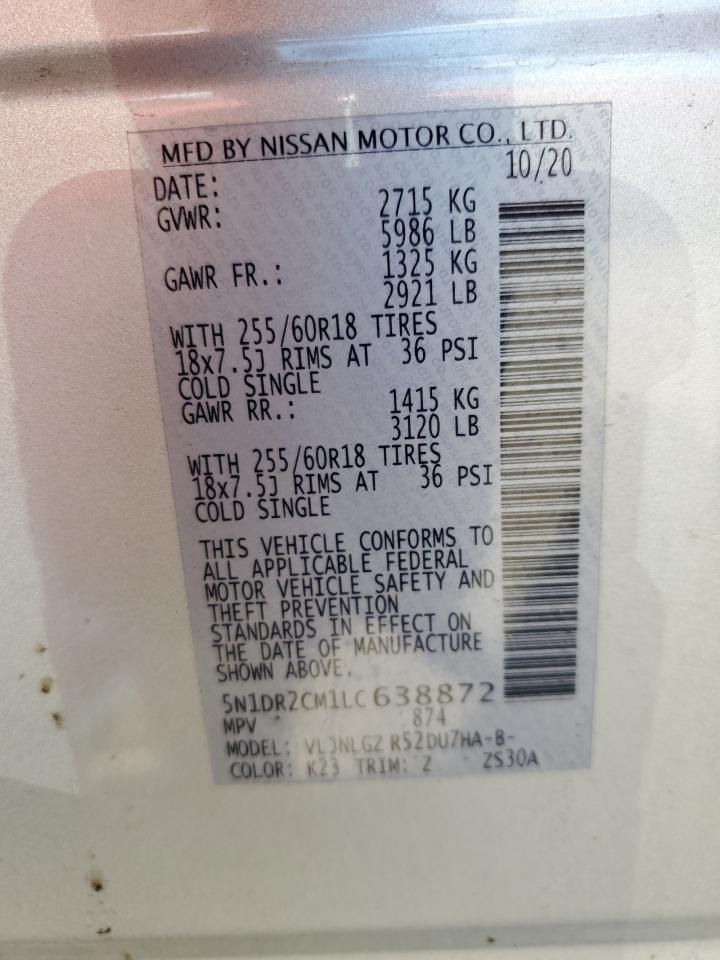 MFD BY NISSAN MOTOR CO., LTD.
DATE: 10/20
GVWR: 2715 KG
5986 LB
GAWR FR.: 1325 KG
2921 LB
WITH 255/60R18 TIRES
18x7.5J RIMS AT 36 PSI
COLD SINGLE
GAWR RR.: 1415 KG
3120 LB
WITH 255/60R18 TIRES
18x7.5J RIMS AT 36 PSI
COLD SINGLE
THIS VEHICLE CONFORMS TO
ALL APPLICABLE FEDERAL
MOTOR VEHICLE SAFETY AND
THEFT PREVENTION
STANDARDS IN EFFECT ON
THE DATE OF MANUFACTURE
SHOWN ABOVE.
5N1DR2CM1LC638872
MPV 874
MODEL: R52DU7HA-B-
COLOR: K23 TRIM: Z ZS30A